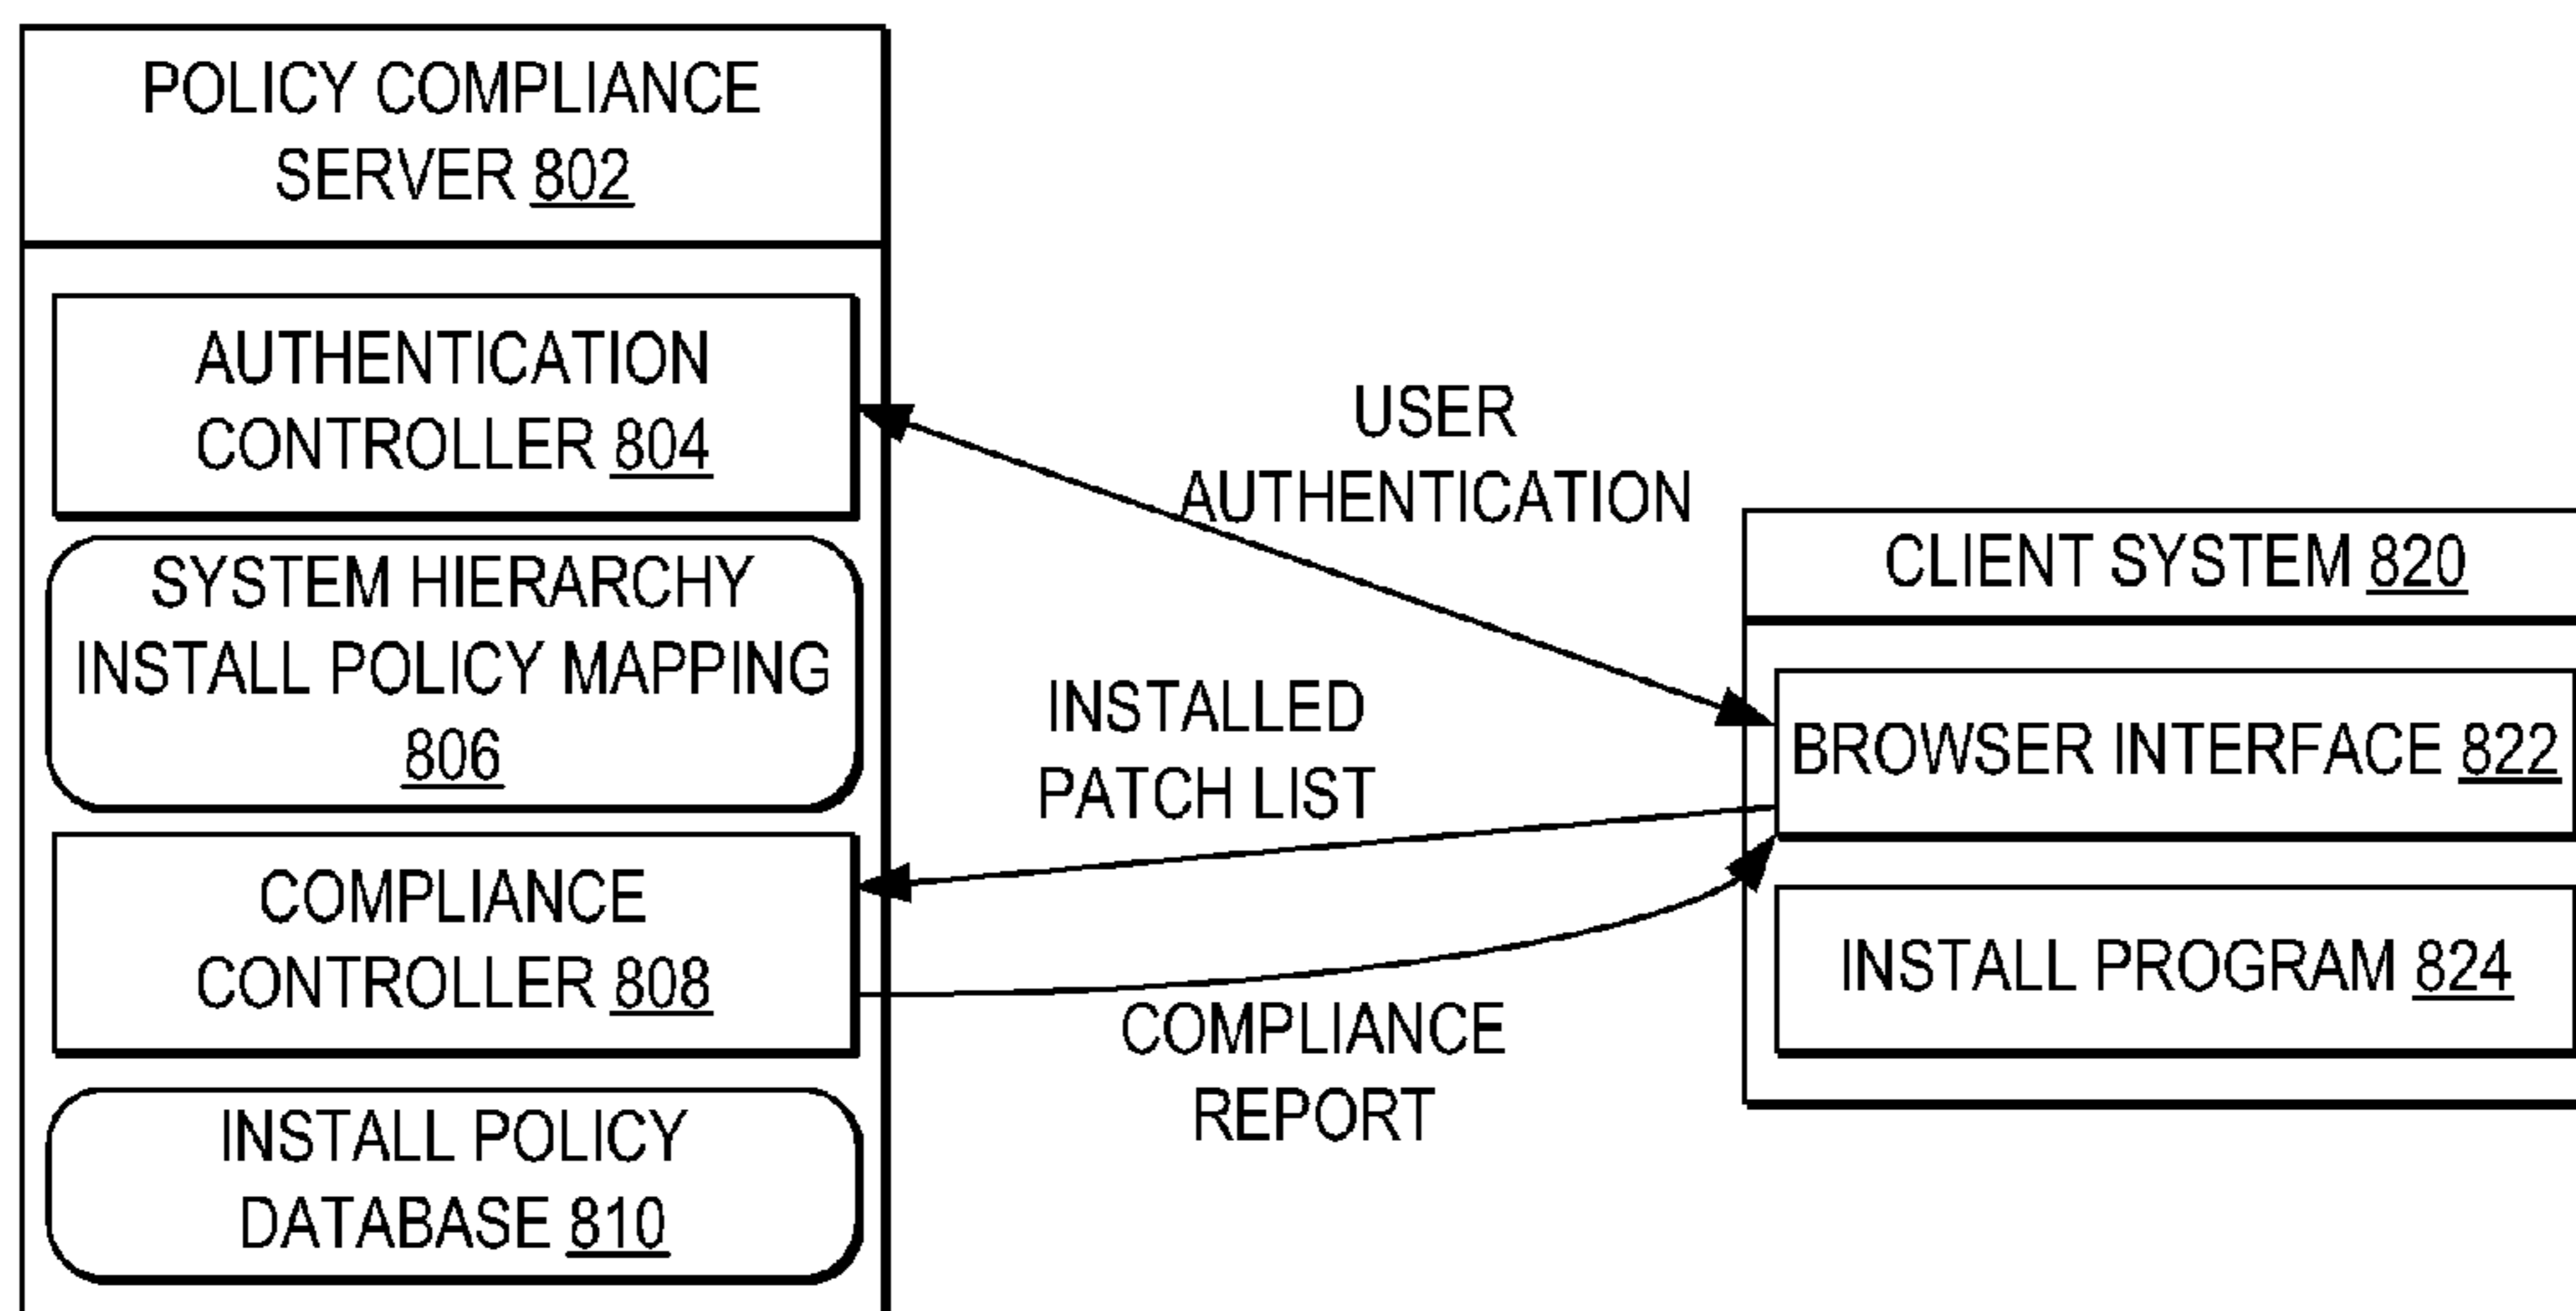 POLICY COMPLIANCE
SERVER 802
AUTHENTICATION
CONTROLLER 804
SYSTEM HIERARCHY
INSTALL POLICY MAPPING
806
COMPLIANCE
CONTROLLER 808
INSTALL POLICY
DATABASE 810
USER
AUTHENTICATION
INSTALLED
PATCH LIST
COMPLIANCE
REPORT
CLIENT SYSTEM 820
BROWSER INTERFACE 822
INSTALL PROGRAM 824